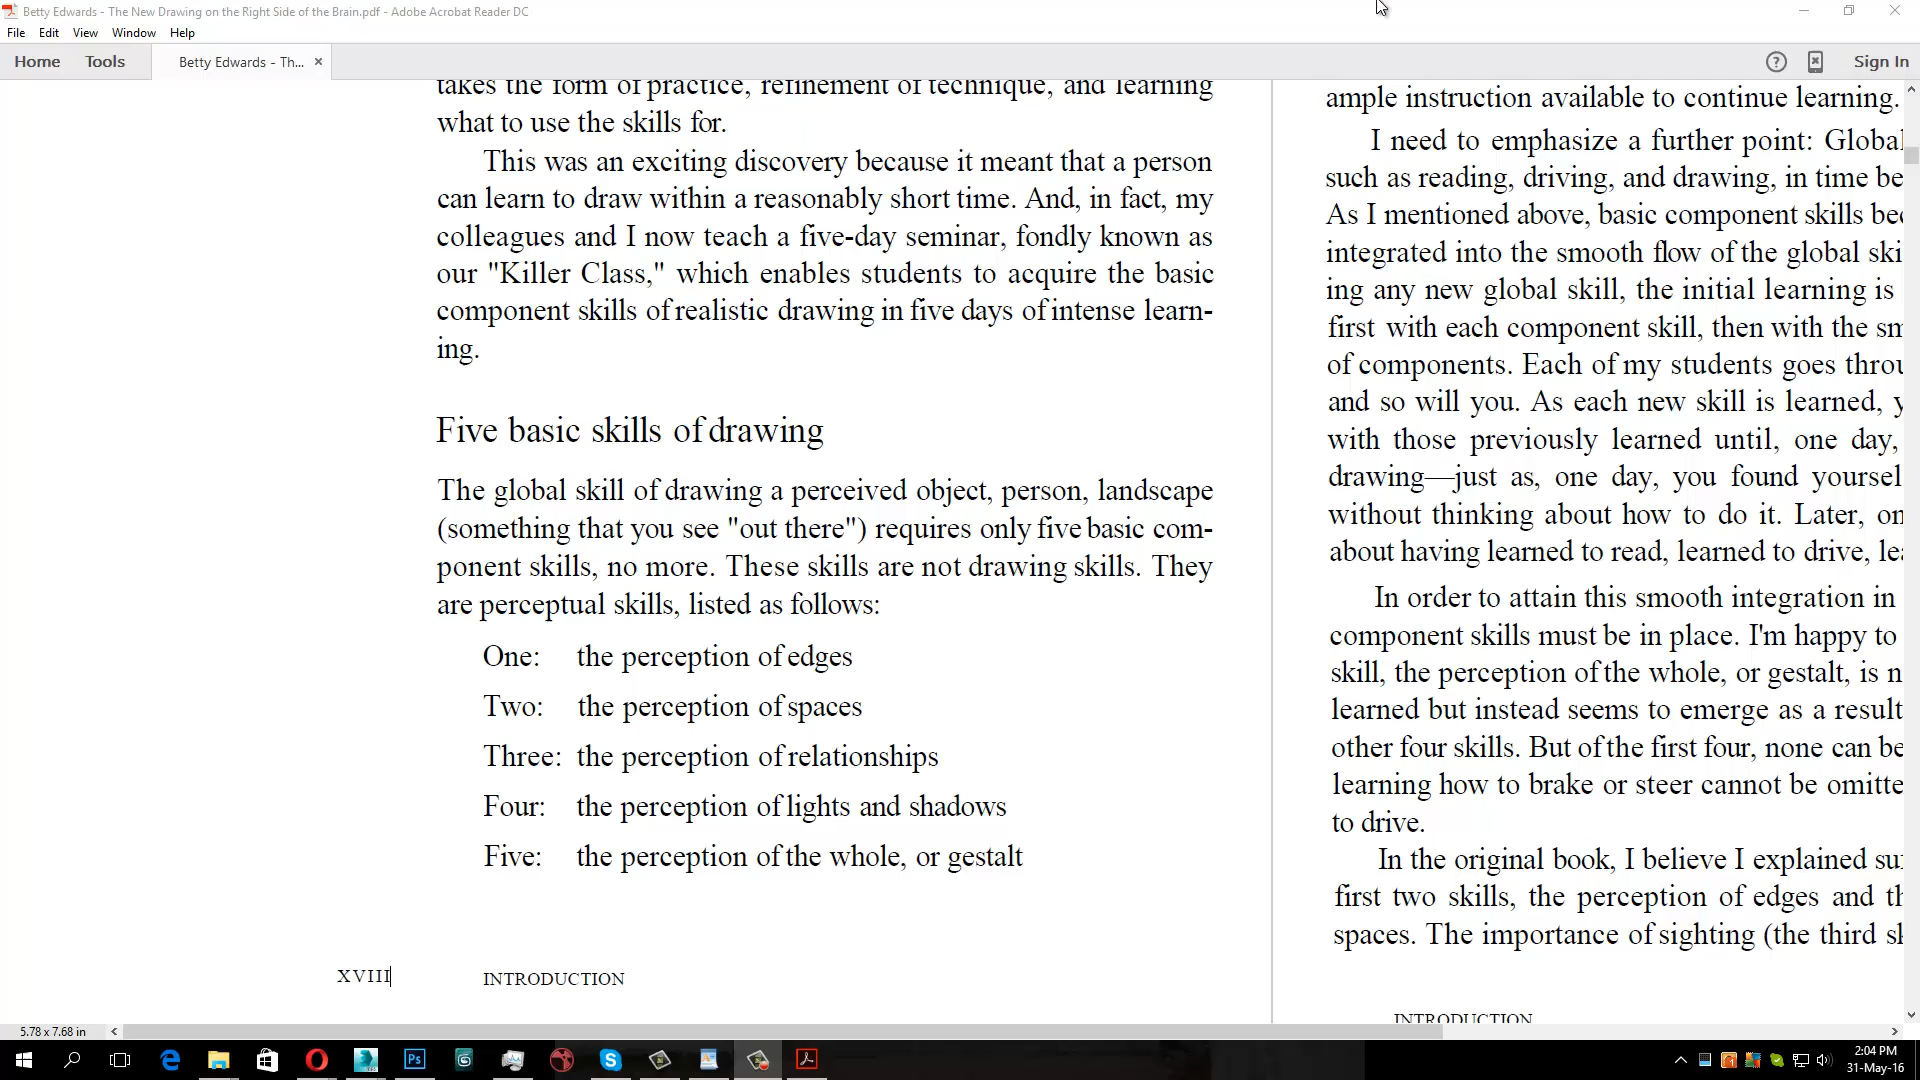 Betty Edwards - The New Drawing on the Right Side of the Brain.pdf - Adobe Acrobat Reader DC
File Edit View Window Help
Home Tools Betty Edwards - Th... × Sign In
takes the form of practice, refinement of technique, and learning
what to use the skills for.
This was an exciting discovery because it meant that a person
can learn to draw within a reasonably short time. And, in fact, my
colleagues and I now teach a five-day seminar, fondly known as
our "Killer Class," which enables students to acquire the basic
component skills of realistic drawing in five days of intense learn-
ing.
Five basic skills of drawing
The global skill of drawing a perceived object, person, landscape
(something that you see "out there") requires only five basic com-
ponent skills, no more. These skills are not drawing skills. They
are perceptual skills, listed as follows:
One: the perception of edges
Two: the perception of spaces
Three: the perception of relationships
Four: the perception of lights and shadows
Five: the perception of the whole, or gestalt
XVIII INTRODUCTION
ample instruction available to continue learning.
I need to emphasize a further point: Global
such as reading, driving, and drawing, in time be
As I mentioned above, basic component skills bec
integrated into the smooth flow of the global ski
ing any new global skill, the initial learning is
first with each component skill, then with the sm
of components. Each of my students goes throu
and so will you. As each new skill is learned, y
with those previously learned until, one day,
drawing—just as, one day, you found yoursel
without thinking about how to do it. Later, on
about having learned to read, learned to drive, lea
In order to attain this smooth integration in
component skills must be in place. I'm happy to
skill, the perception of the whole, or gestalt, is n
learned but instead seems to emerge as a result
other four skills. But of the first four, none can be
learning how to brake or steer cannot be omitte
to drive.
In the original book, I believe I explained su
first two skills, the perception of edges and th
spaces. The importance of sighting (the third sk
INTRODUCTION
5.78 x 7.68 in
Ps
2:04 PM
31-May-16